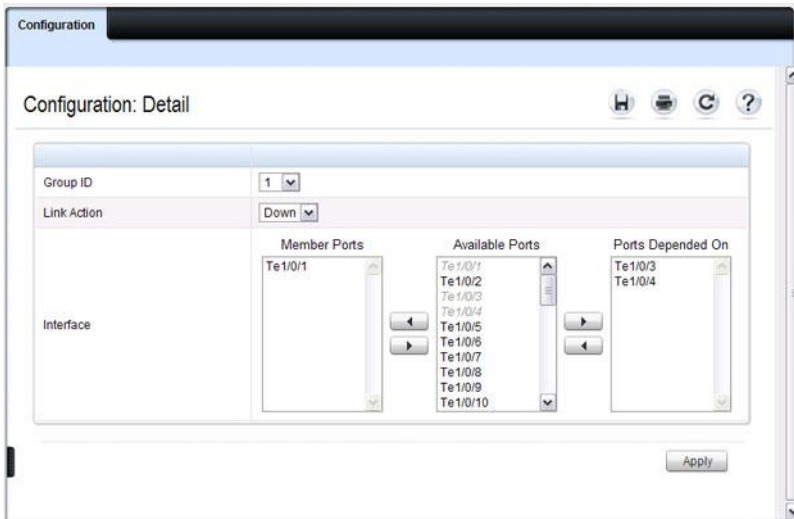 Configuration
Configuration: Detail
Group ID
1
Link Action
Down
Member Ports
Available Ports
Ports Depended On
Interface
Te1/0/1
Te1/0/1
Te1/0/2
Te1/0/3
Te1/0/4
Te1/0/5
Te1/0/6
Te1/0/7
Te1/0/8
Te1/0/9
Te1/0/10
Te1/0/3
Te1/0/4
Apply